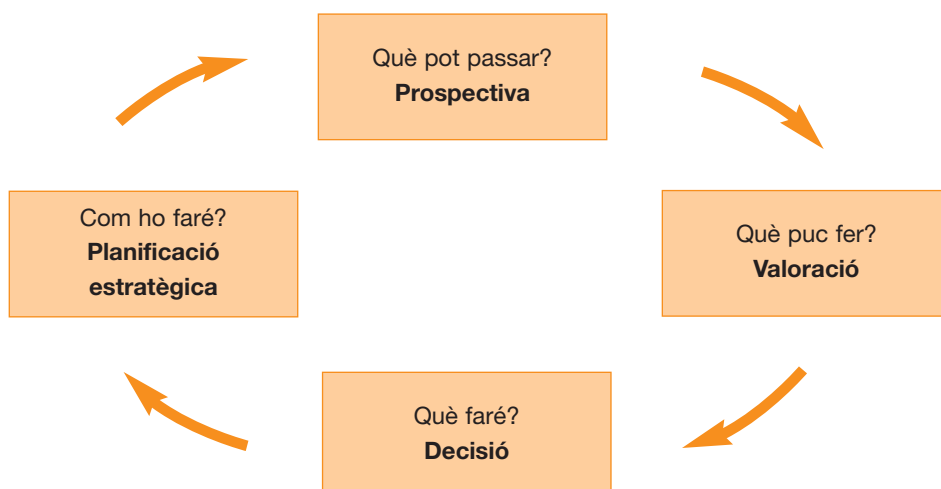 Què pot passar?
Prospectiva
Què puc fer?
Valoració
Què faré?
Decisió
Com ho faré?
Planificació
estratègica